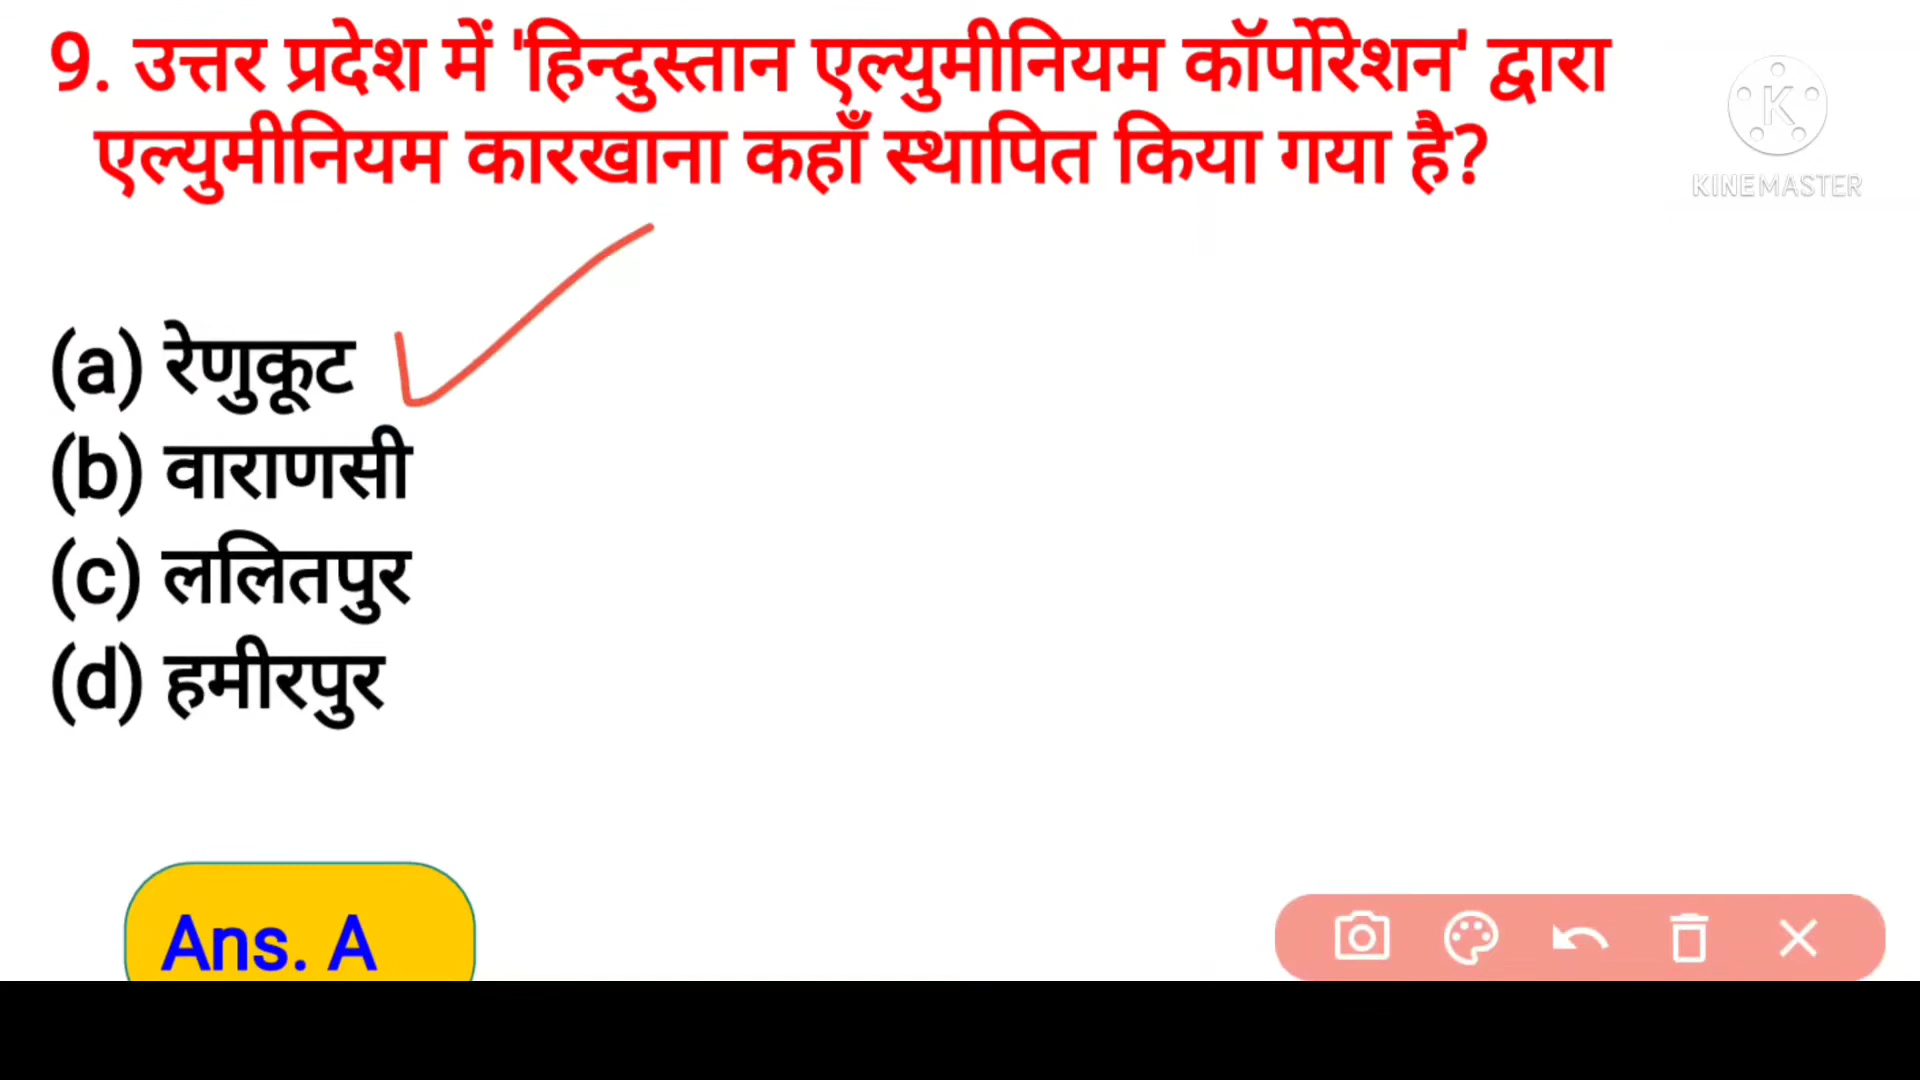 9. उत्तर प्रदेश में 'हिन्दुस्तान एल्युमीनियम कॉर्पोरेशन' द्वारा
एल्युमीनियम कारखाना कहाँ स्थापित किया गया है?
K
KINEMASTER
(a) रेणुकूट
(b) वाराणसी
(c) ललितपुर
(d) हमीरपुर
Ans. A